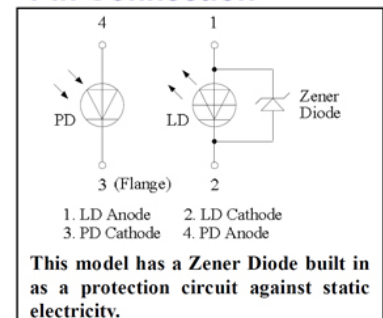 4 1
PD LD Zener
Diode
3 (Flange) 2
1. LD Anode 2. LD Cathode
3. PD Cathode 4. PD Anode
This model has a Zener Diode built in
as a protection circuit against static
electricity.